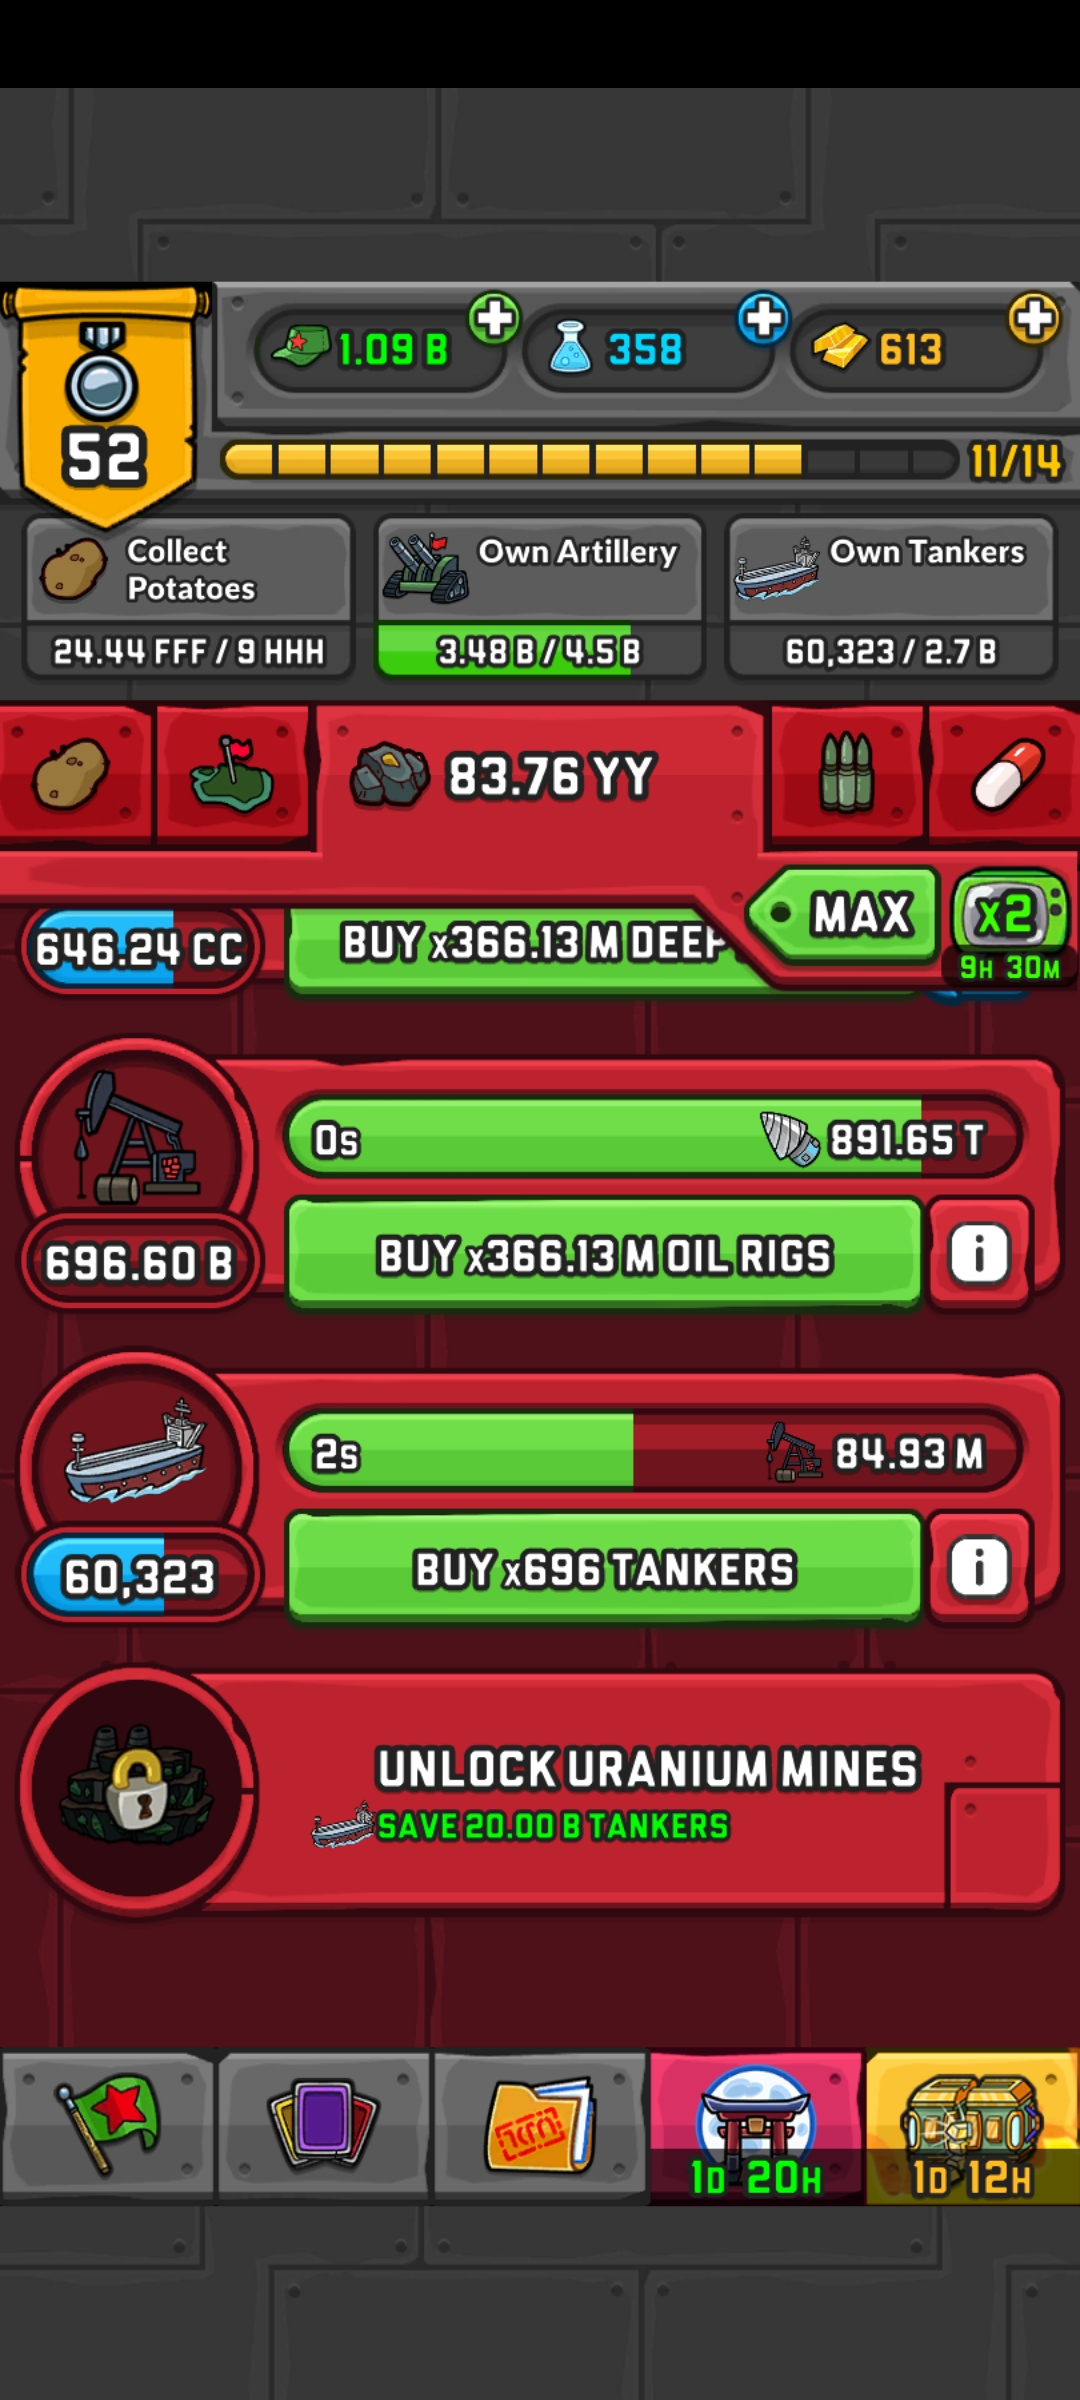 1.09 B
358
613
52
11/14
Collect
Potatoes
24.44 FFF / 9 HHH
Own Artillery
3.48 B / 4.5 B
Own Tankers
60,323 / 2.7 B
83.76 YY
MAX
x2
9H 30M
646.24 CC
BUY x366.13 M DEEP
0s
891.65 T
696.60 B
BUY x366.13 M OIL RIGS
2s
84.93 M
60,323
BUY x696 TANKERS
UNLOCK URANIUM MINES
SAVE 20.00 B TANKERS
1D 20H
1D 12H